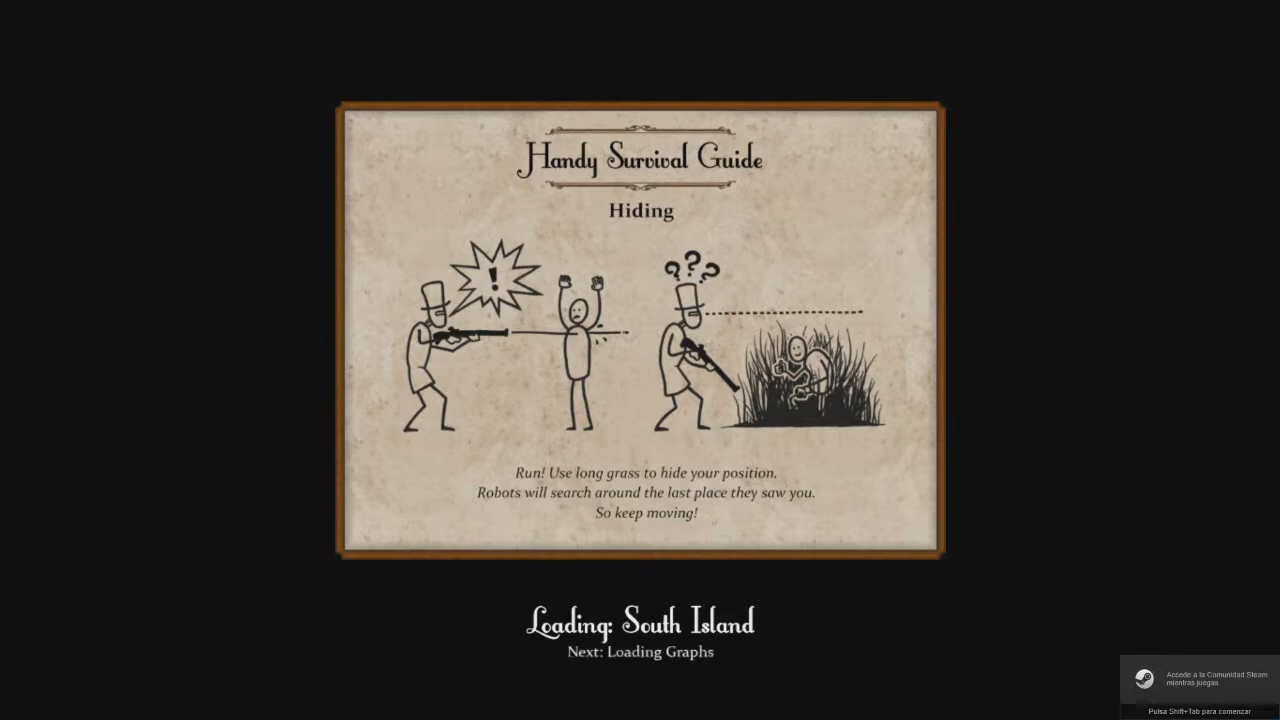 Handy Survival Guide
Hiding
!
???
Run! Use long grass to hide your position.
Robots will search around the last place they saw you.
So keep moving!
Loading: South Island
Next: Loading Graphs
Accede a la Comunidad Steam
mientras juegas.
Pulsa Shift+Tab para comenzar